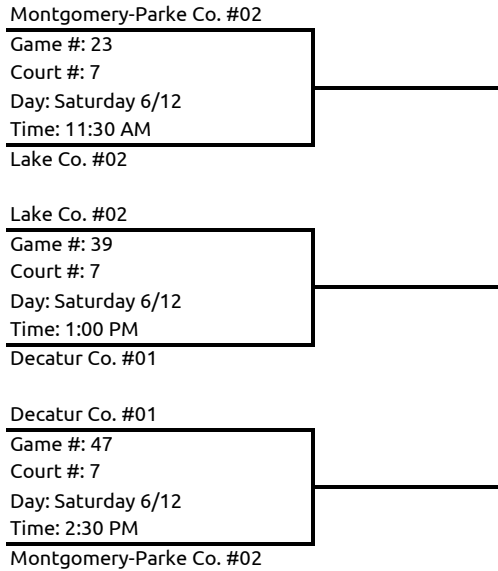 Montgomery-Parke Co. #02
Game #: 23
Court #: 7
Day: Saturday 6/12
Time: 11:30 AM
Lake Co. #02
Lake Co. #02
Game #: 39
Court #: 7
Day: Saturday 6/12
Time: 1:00 PM
Decatur Co. #01
Decatur Co. #01
Game #: 47
Court #: 7
Day: Saturday 6/12
Time: 2:30 PM
Montgomery-Parke Co. #02